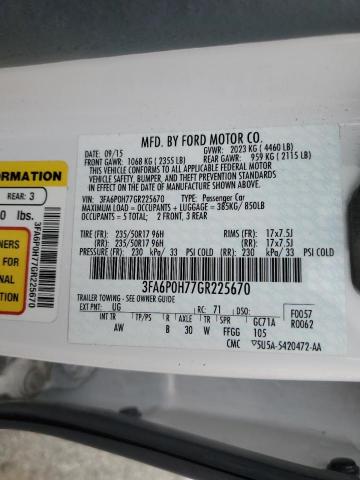 MFD. BY FORD MOTOR CO.
DATE: 09/15 GVWR: 2023 KG ( 4460 LB)
FRONT GAWR: 1068 KG ( 2355 LB) REAR GAWR: 959 KG ( 2115 LB)
THIS VEHICLE CONFORMS TO ALL APPLICABLE FEDERAL MOTOR
VEHICLE SAFETY, BUMPER, AND THEFT PREVENTION STANDARDS
IN EFFECT ON THE DATE OF MANUFACTURE SHOWN ABOVE.
VIN: 3FA6P0H77GR225670 TYPE: Passenger Car
MAXIMUM LOAD= OCCUPANTS + LUGGAGE = 385KG/ 850LB
OCCUPANTS = 5 TOTAL; 2 FRONT, 3 REAR
TIRE (FR): 235/50R17 96H RIMS (FR): 17x7.5J
TIRE (RR): 235/50R17 96H RIMS (RR): 17x7.5J
PRESSURE (FR): 230 kPa/ 33 PSI COLD (RR): 230 kPa/ 33 PSI COLD
3FA6P0H77GR225670
TRAILER TOWING - SEE OWNER GUIDE
EXT PNT: UG RC: 71 F0057
INT TR TP/PS R AXLE TR SPR GC71A R0062
AW B 30 W FFGG 105
CMC 5U5A-5420472-AA
FORMATION
REAR: 3
0 lbs.
NERS
FOR
NAL
ON
3FA6P0H77GR225670